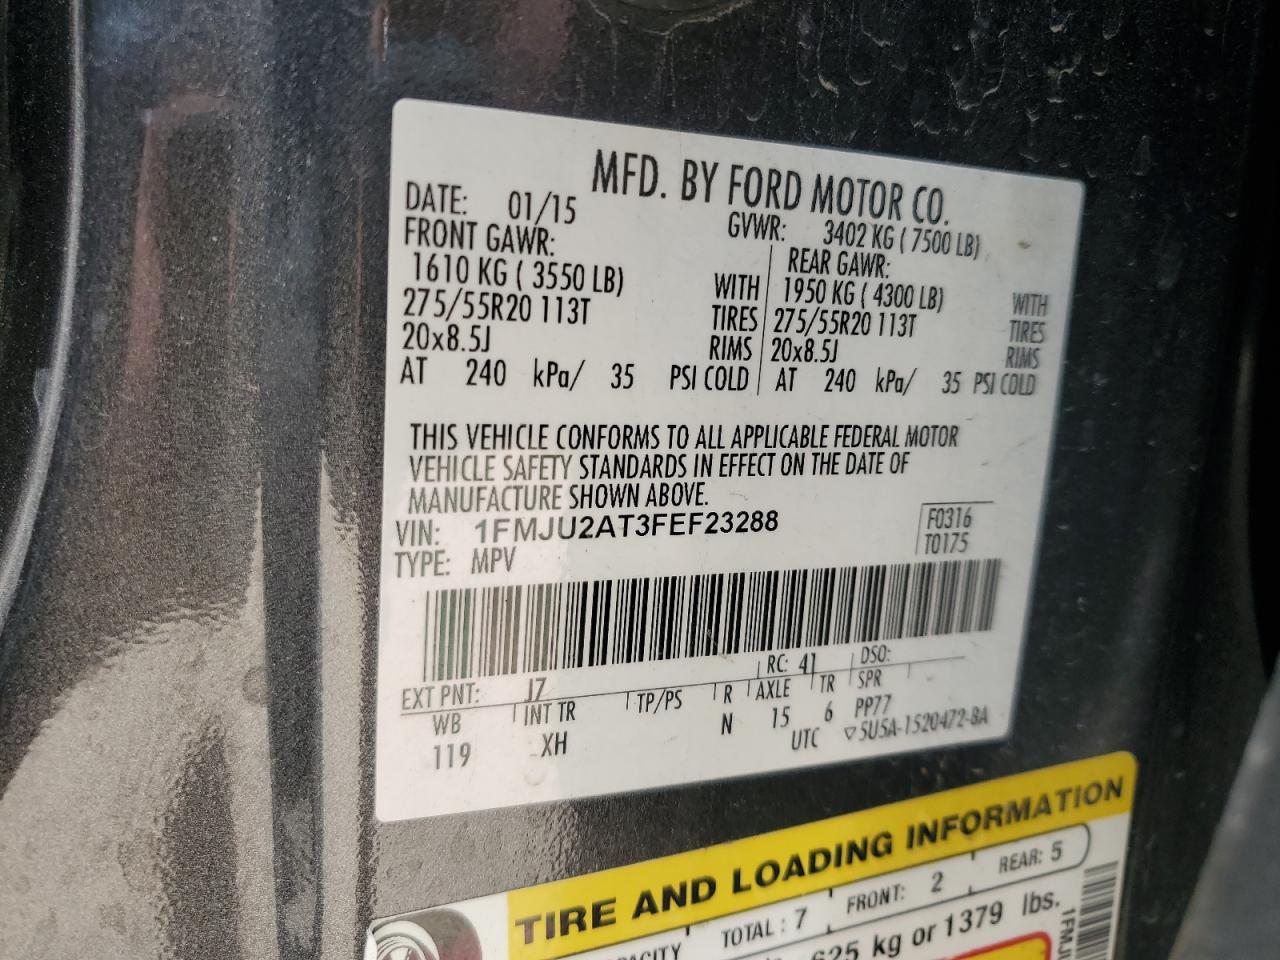 MFD. BY FORD MOTOR CO.
DATE: 01/15 GVWR: 3402 KG ( 7500 LB)
FRONT GAWR: REAR GAWR:
1610 KG ( 3550 LB) WITH 1950 KG ( 4300 LB) WITH
275/55R20 113T TIRES 275/55R20 113T TIRES
20x8.5J RIMS 20x8.5J RIMS
AT 240 kPa/ 35 PSI COLD AT 240 kPa/ 35 PSI COLD
THIS VEHICLE CONFORMS TO ALL APPLICABLE FEDERAL MOTOR
VEHICLE SAFETY STANDARDS IN EFFECT ON THE DATE OF
MANUFACTURE SHOWN ABOVE.
VIN: 1FMJU2AT3FEF23288 F0316
TYPE: MPV T0175
EXT PNT: J7 RC: 41 DSO:
WB INT TR TP/PS R AXLE TR SPR
119 XH N 15 6 PP77
UTC ▽5U5A-1520472-BA
TIRE AND LOADING INFORMATION
TOTAL : 7 FRONT: 2 REAR: 5
625 kg or 1379 lbs.